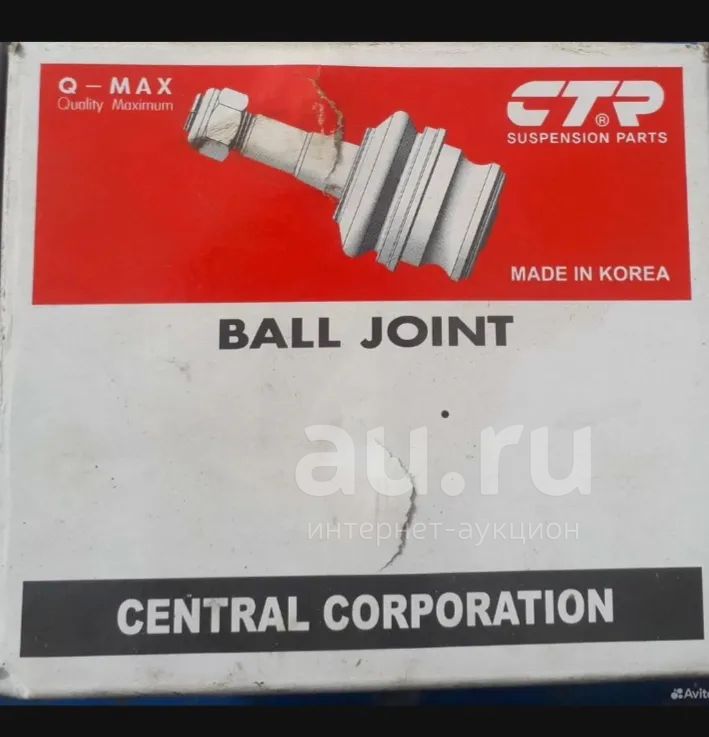 Q-MAX
Quality Maximum
CTR
®
SUSPENSION PARTS
MADE IN KOREA
BALL JOINT
au.ru
интернет-аукцион
CENTRAL CORPORATION
Avito